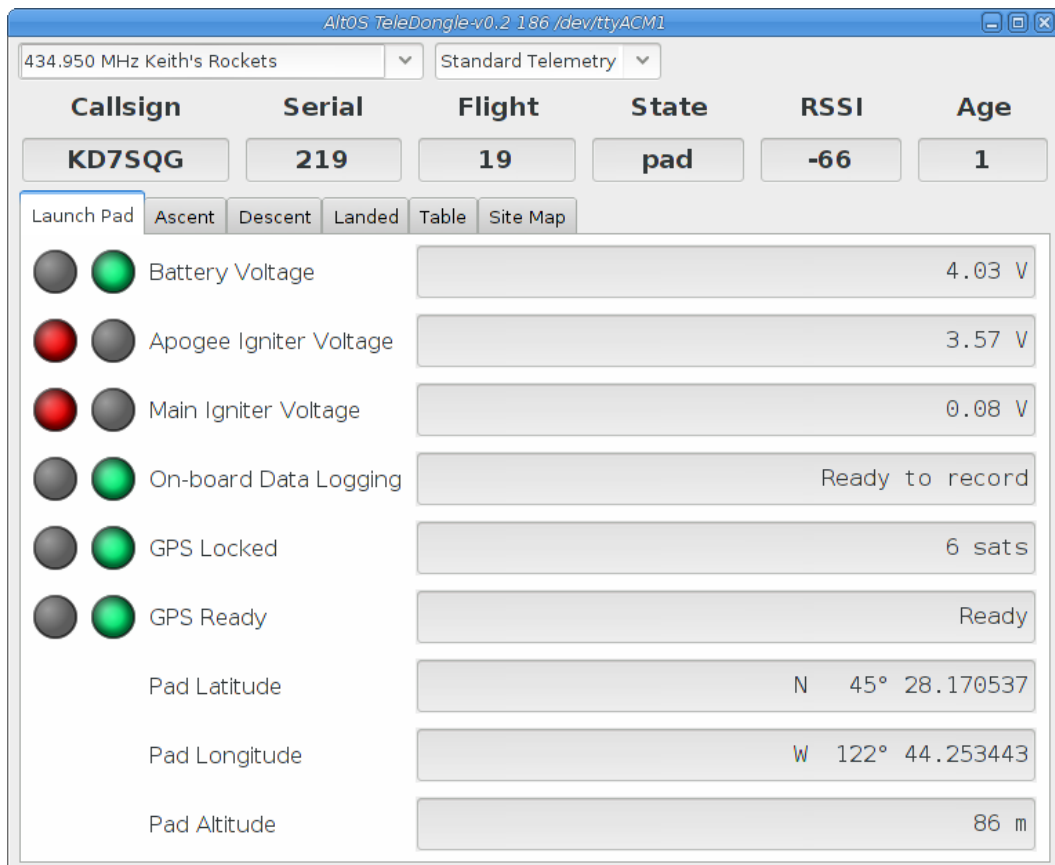 AltOS TeleDongle-v0.2 186 /dev/ttyACM1
434.950 MHz Keith's Rockets Standard Telemetry
Callsign Serial Flight State RSSI Age
KD7SQG 219 19 pad -66 1
Launch Pad Ascent Descent Landed Table Site Map
Battery Voltage 4.03 V
Apogee Igniter Voltage 3.57 V
Main Igniter Voltage 0.08 V
On-board Data Logging Ready to record
GPS Locked 6 sats
GPS Ready Ready
Pad Latitude N 45° 28.170537
Pad Longitude W 122° 44.253443
Pad Altitude 86 m